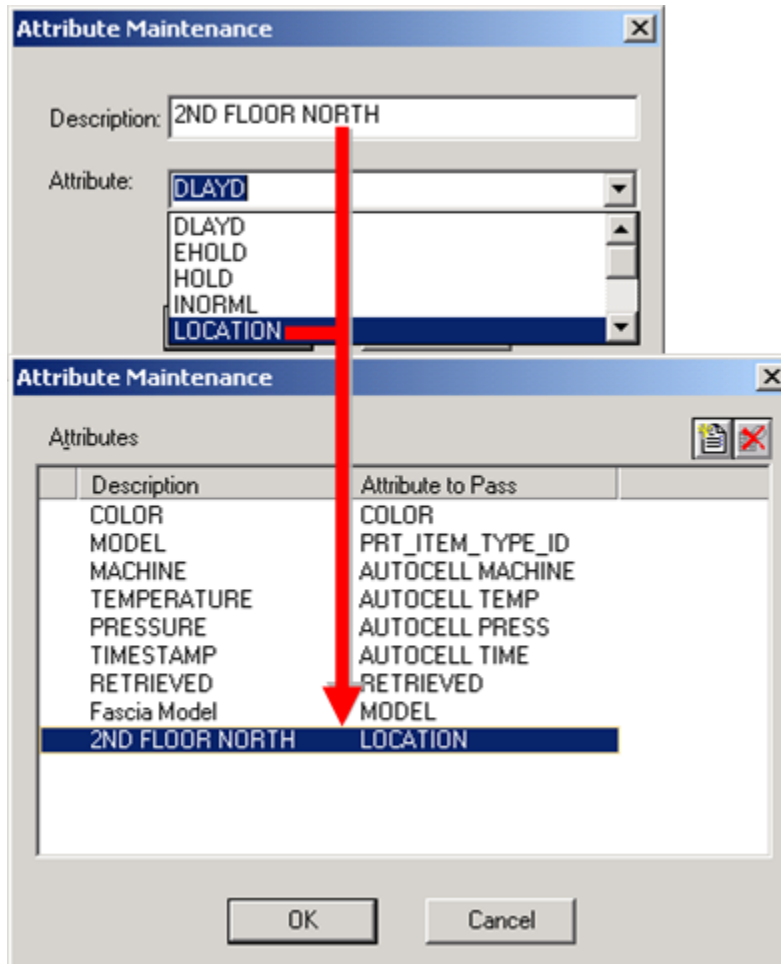 Attribute Maintenance
Description: 2ND FLOOR NORTH
Attribute: DLAYD
DLAYD
EHOLD
HOLD
INORML
LOCATION
Attribute Maintenance
Attributes
Description Attribute to Pass
COLOR COLOR
MODEL PRT_ITEM_TYPE_ID
MACHINE AUTOCELL MACHINE
TEMPERATURE AUTOCELL TEMP
PRESSURE AUTOCELL PRESS
TIMESTAMP AUTOCELL TIME
RETRIEVED RETRIEVED
Fascia Model MODEL
2ND FLOOR NORTH LOCATION
OK Cancel